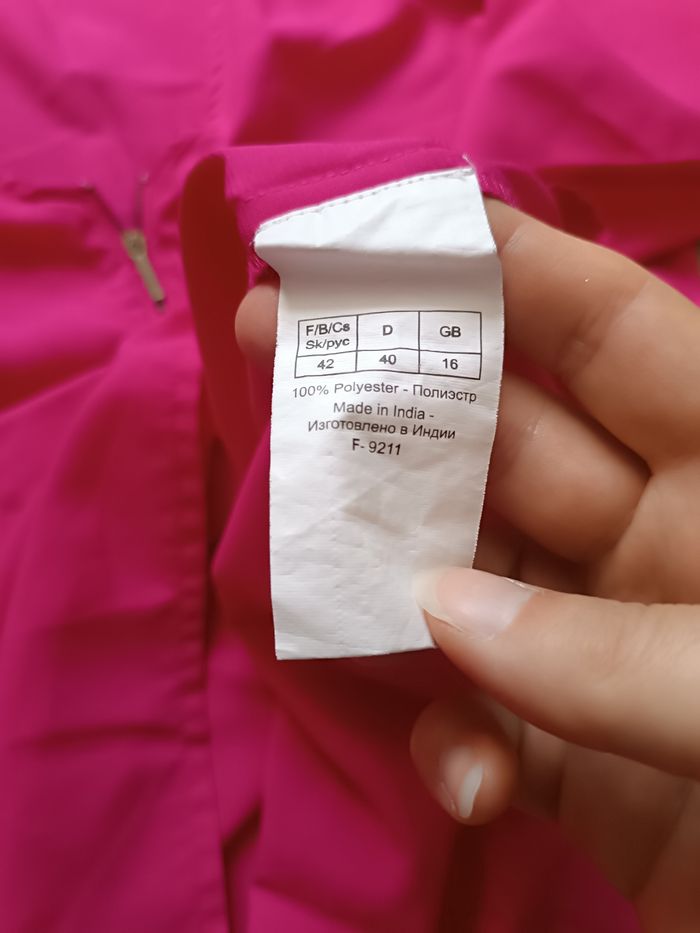 F/B/Cs D GB
Sk/рус
42 40 16
100% Polyester - Полиэстр
Made in India -
Изготовлено в Индии
F- 9211